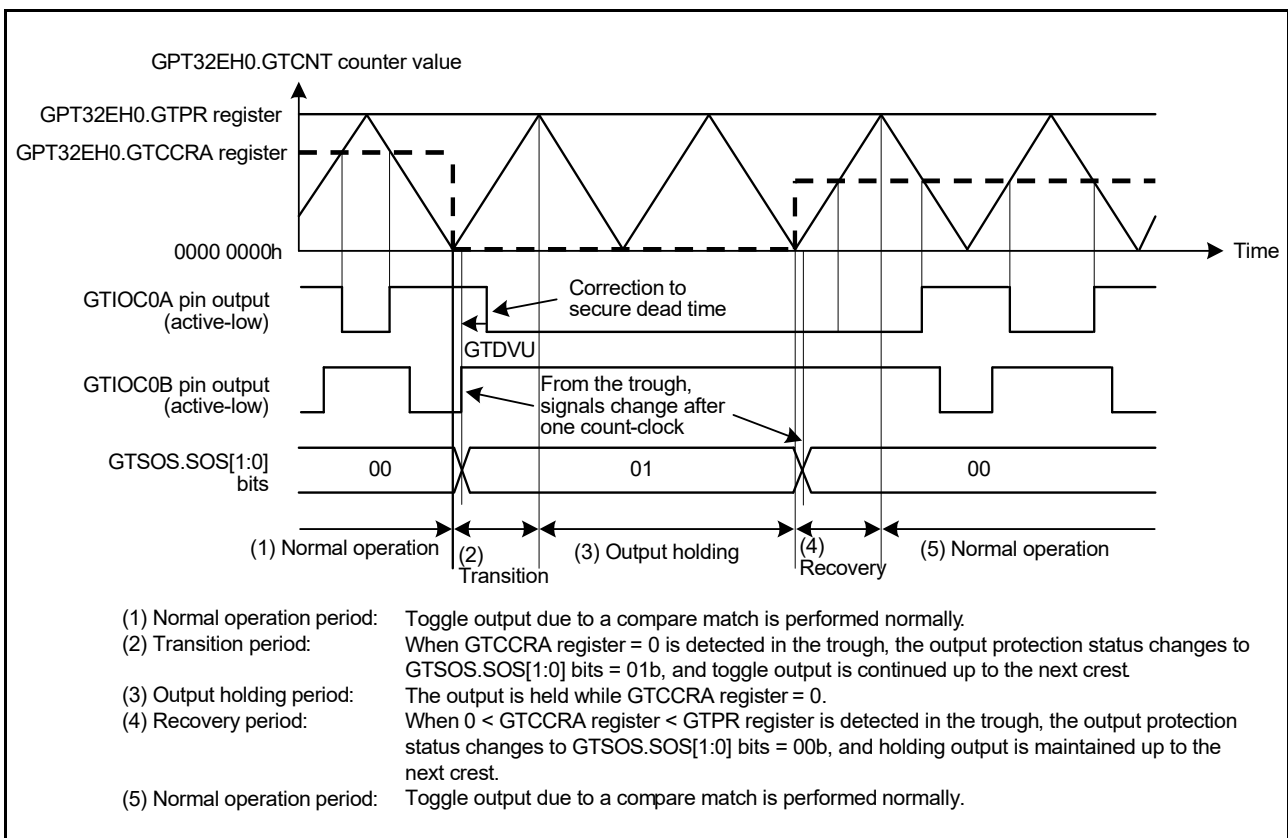 GPT32EH0.GTCNT counter value
GPT32EH0.GTPR register
GPT32EH0.GTCCRA register
0000 0000h
Time
GTIOC0A pin output
(active-low)
Correction to
secure dead time
GTDVU
GTIOC0B pin output
(active-low)
From the trough,
signals change after
one count-clock
GTSOS.SOS[1:0]
bits
00
01
00
(1) Normal operation
(2)
Transition
(3) Output holding
(4)
Recovery
(5) Normal operation
(1) Normal operation period: Toggle output due to a compare match is performed normally.
(2) Transition period: When GTCCRA register = 0 is detected in the trough, the output protection status changes to
GTSOS.SOS[1:0] bits = 01b, and toggle output is continued up to the next crest.
(3) Output holding period: The output is held while GTCCRA register = 0.
(4) Recovery period: When 0 < GTCCRA register < GTPR register is detected in the trough, the output protection
status changes to GTSOS.SOS[1:0] bits = 00b, and holding output is maintained up to the
next crest.
(5) Normal operation period: Toggle output due to a compare match is performed normally.